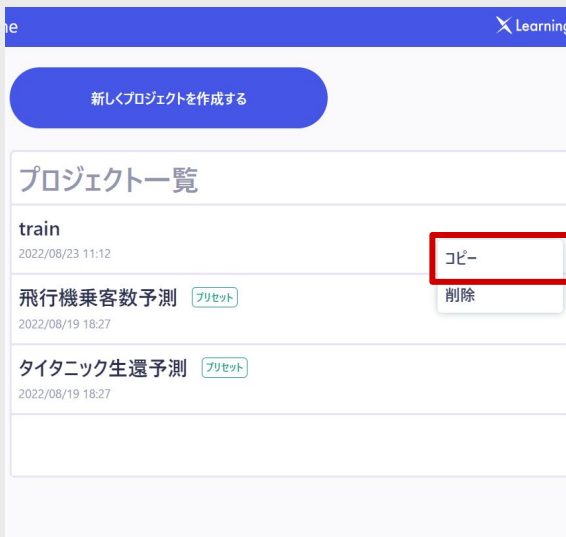 Learning
新しくプロジェクトを作成する
プロジェクト一覧
train
2022/08/23 11:12
コピー
削除
飛行機乗客数予測 プリセット
2022/08/19 18:27
タイタニック生還予測 プリセット
2022/08/19 18:27